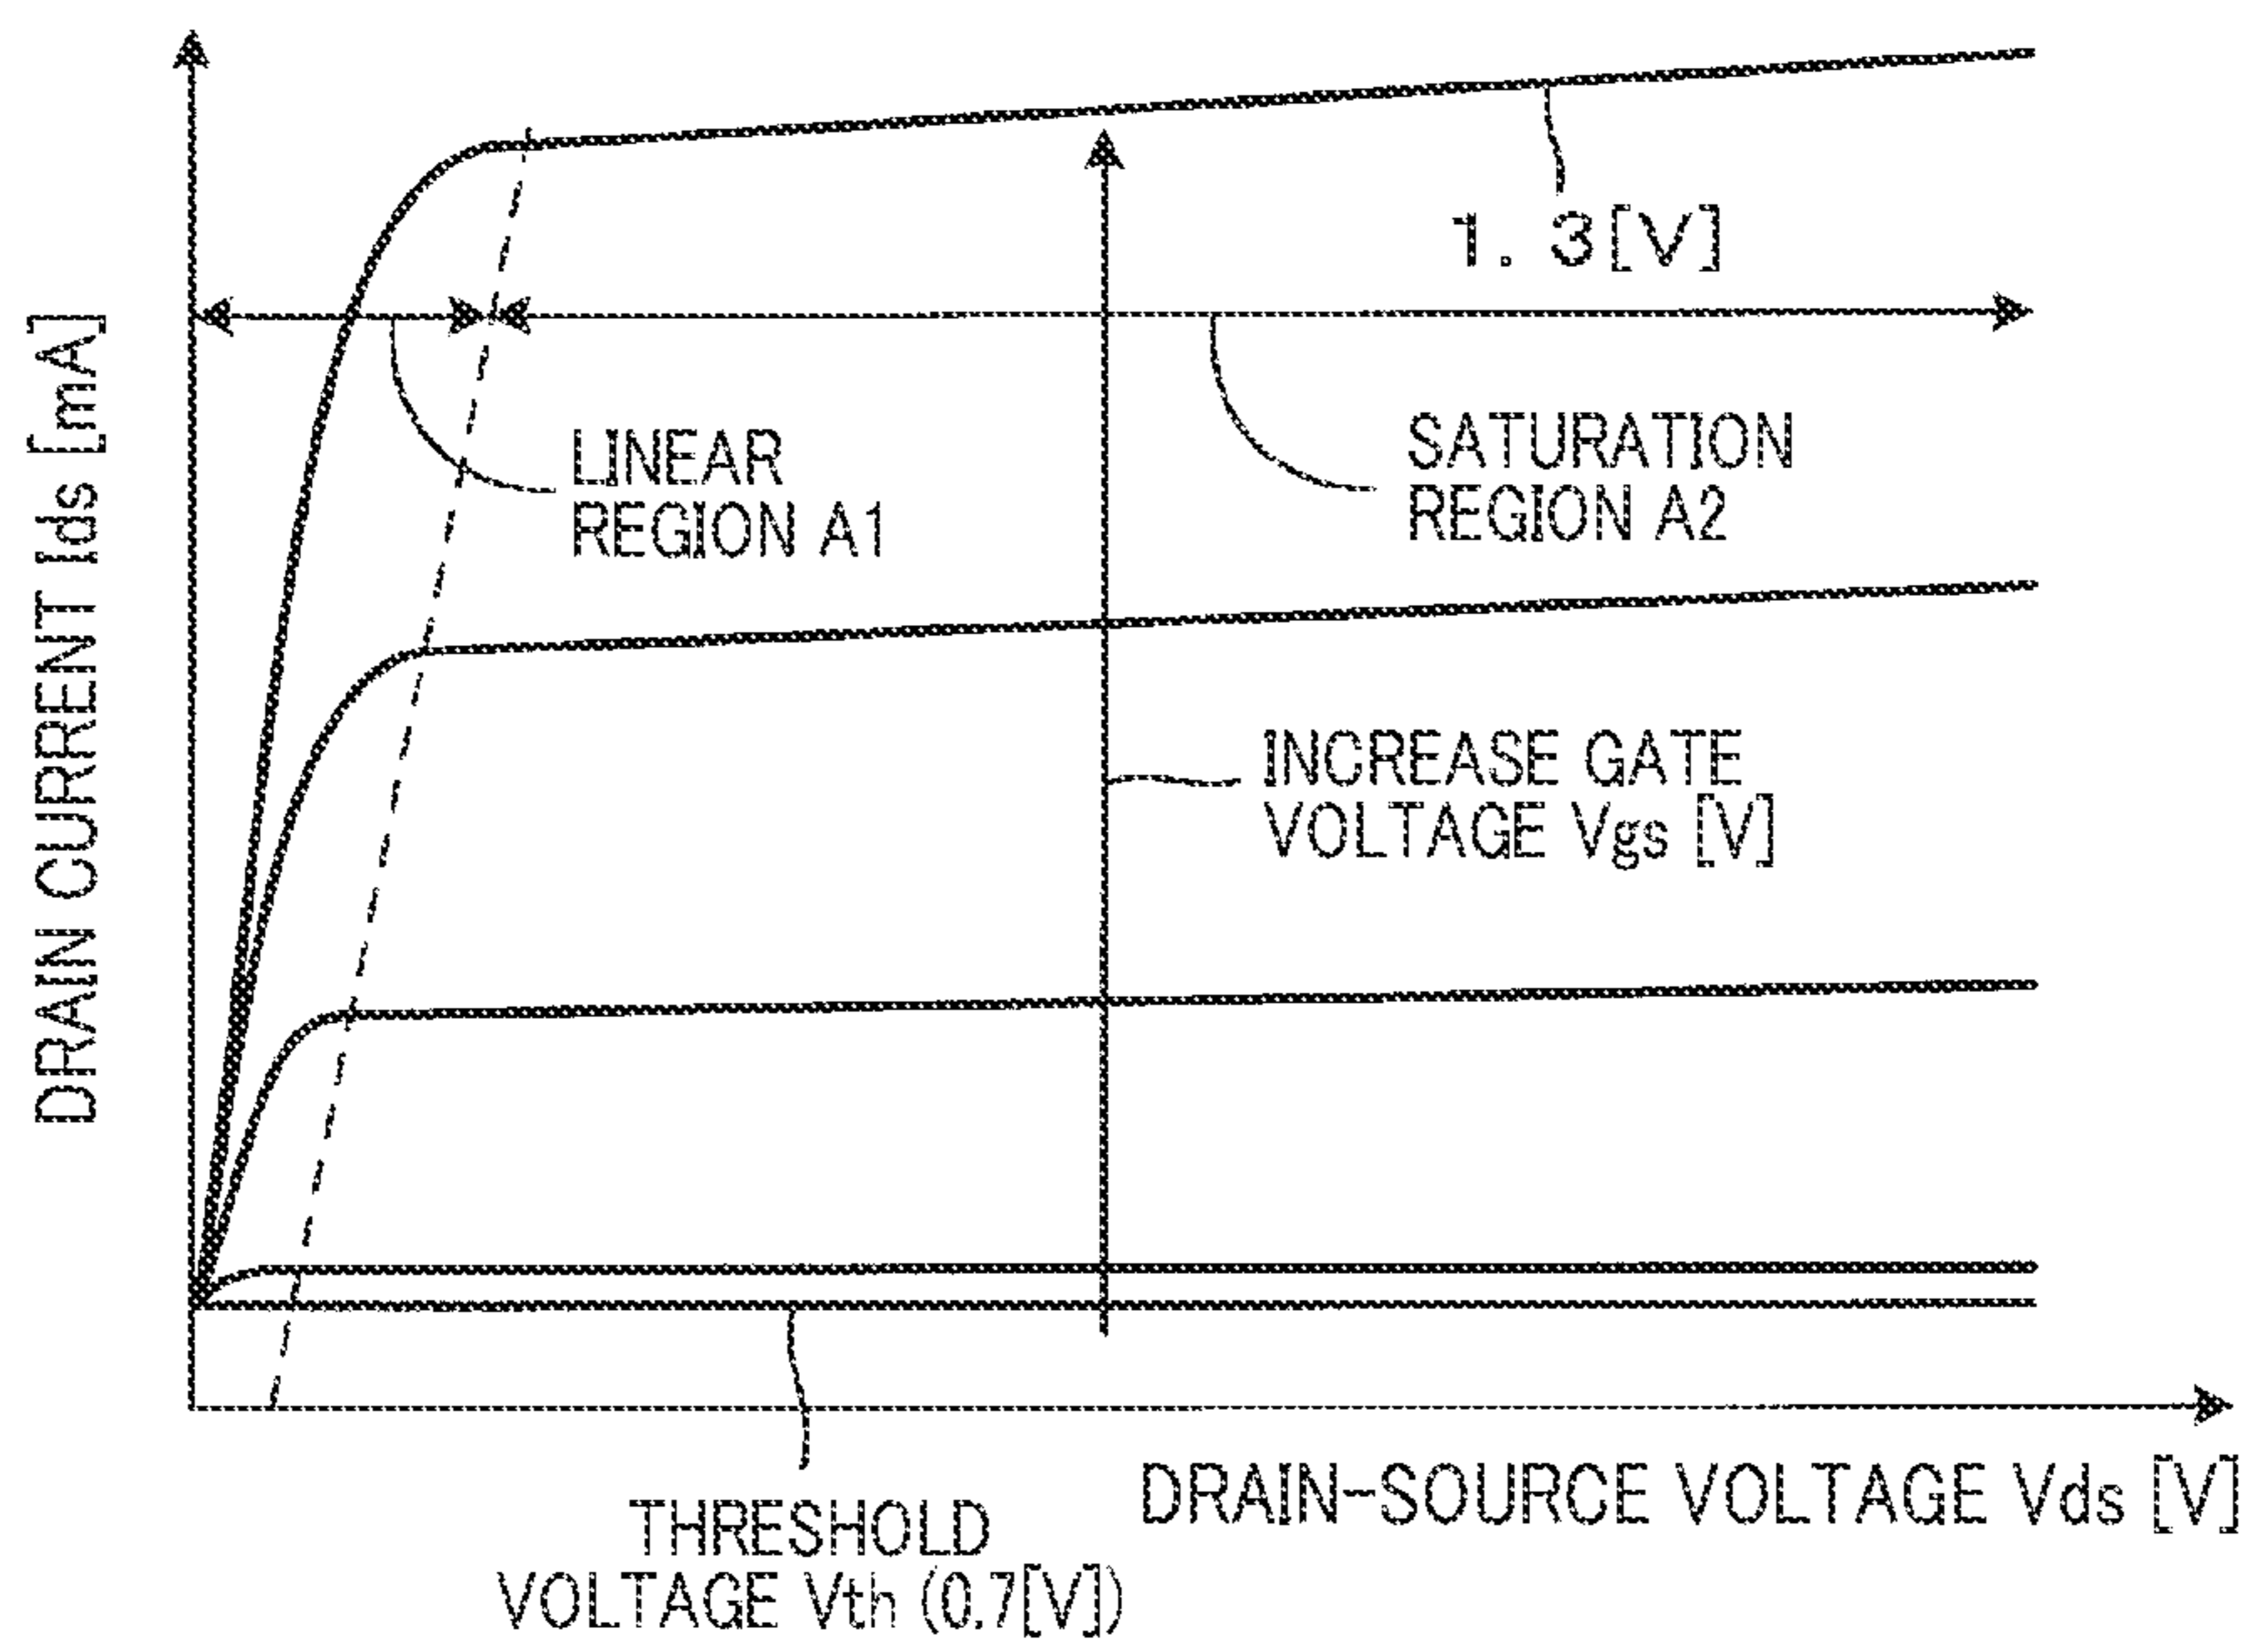 DRAIN CURRENT Ids [mA]
1. 3[V]
LINEAR
REGION A1
SATURATION
REGION A2
INCREASE GATE
VOLTAGE Vgs [V]
DRAIN-SOURCE VOLTAGE Vds [V]
THRESHOLD
VOLTAGE Vth (0.7[V])